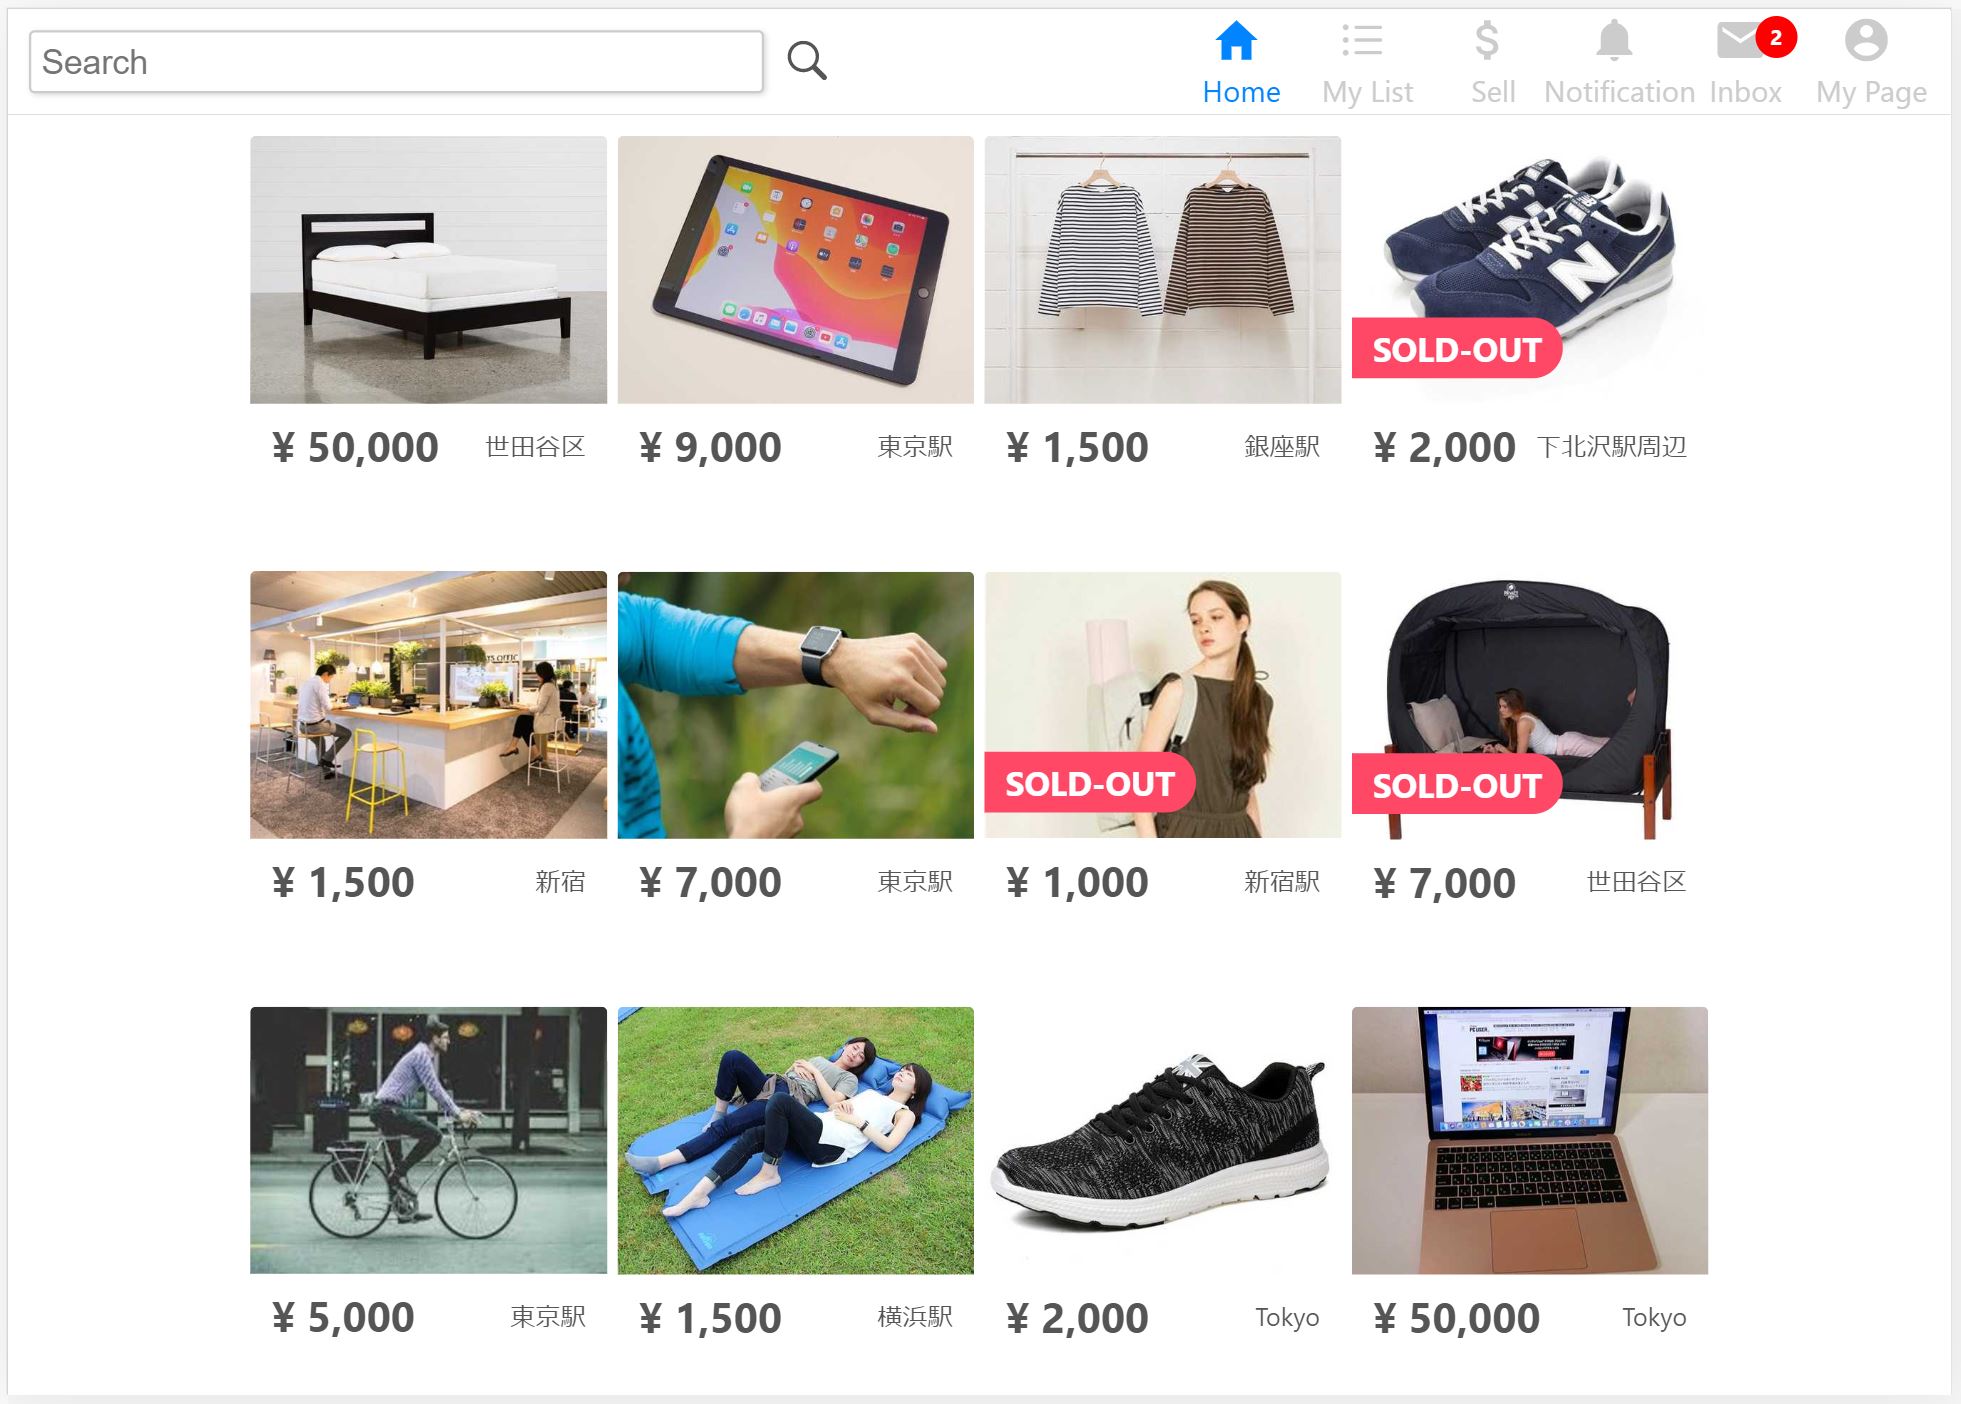 Search
Home
My List
Sell
Notification
2
Inbox
My Page
SOLD-OUT
¥ 50,000 世田谷区
¥ 9,000 東京駅
¥ 1,500 銀座駅
¥ 2,000 下北沢駅周辺
SOLD-OUT
SOLD-OUT
¥ 1,500 新宿
¥ 7,000 東京駅
¥ 1,000 新宿駅
¥ 7,000 世田谷区
PC USER
¥ 5,000 東京駅
¥ 1,500 横浜駅
¥ 2,000 Tokyo
¥ 50,000 Tokyo